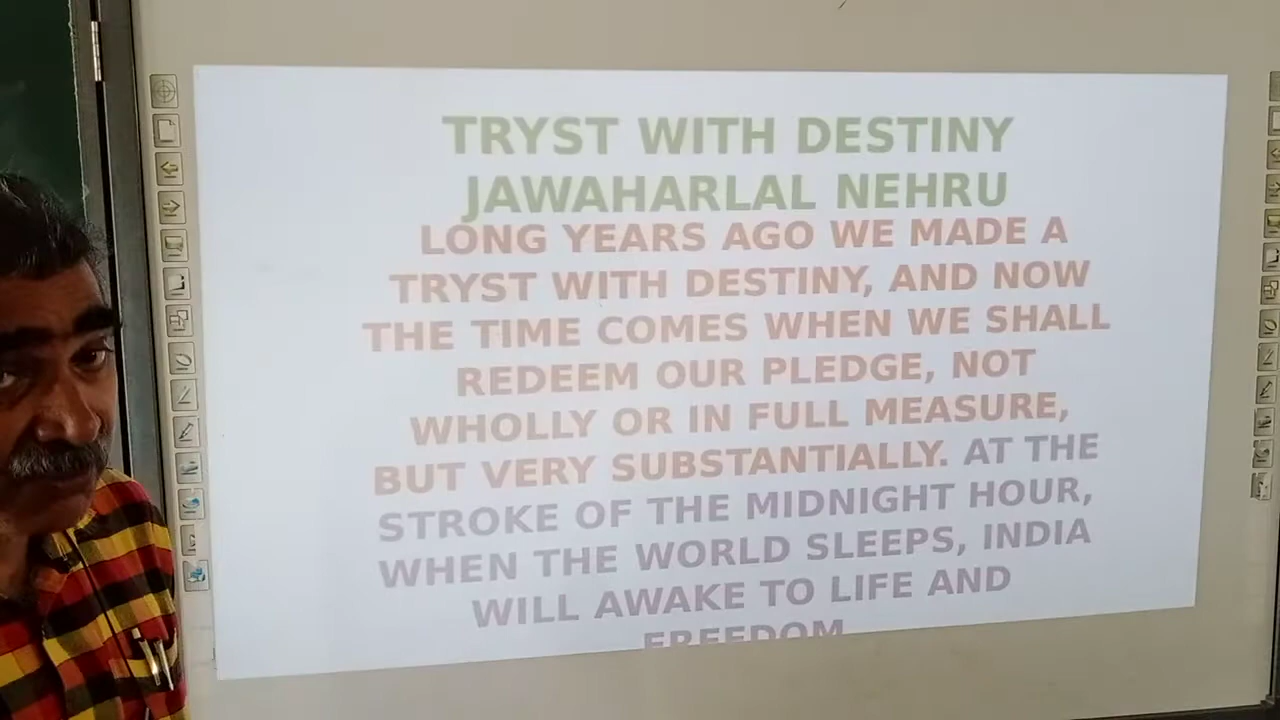 TRYST WITH DESTINY
JAWAHARLAL NEHRU
LONG YEARS AGO WE MADE A
TRYST WITH DESTINY, AND NOW
THE TIME COMES WHEN WE SHALL
REDEEM OUR PLEDGE, NOT
WHOLLY OR IN FULL MEASURE,
BUT VERY SUBSTANTIALLY. AT THE
STROKE OF THE MIDNIGHT HOUR,
WHEN THE WORLD SLEEPS, INDIA
WILL AWAKE TO LIFE AND
FREEDOM